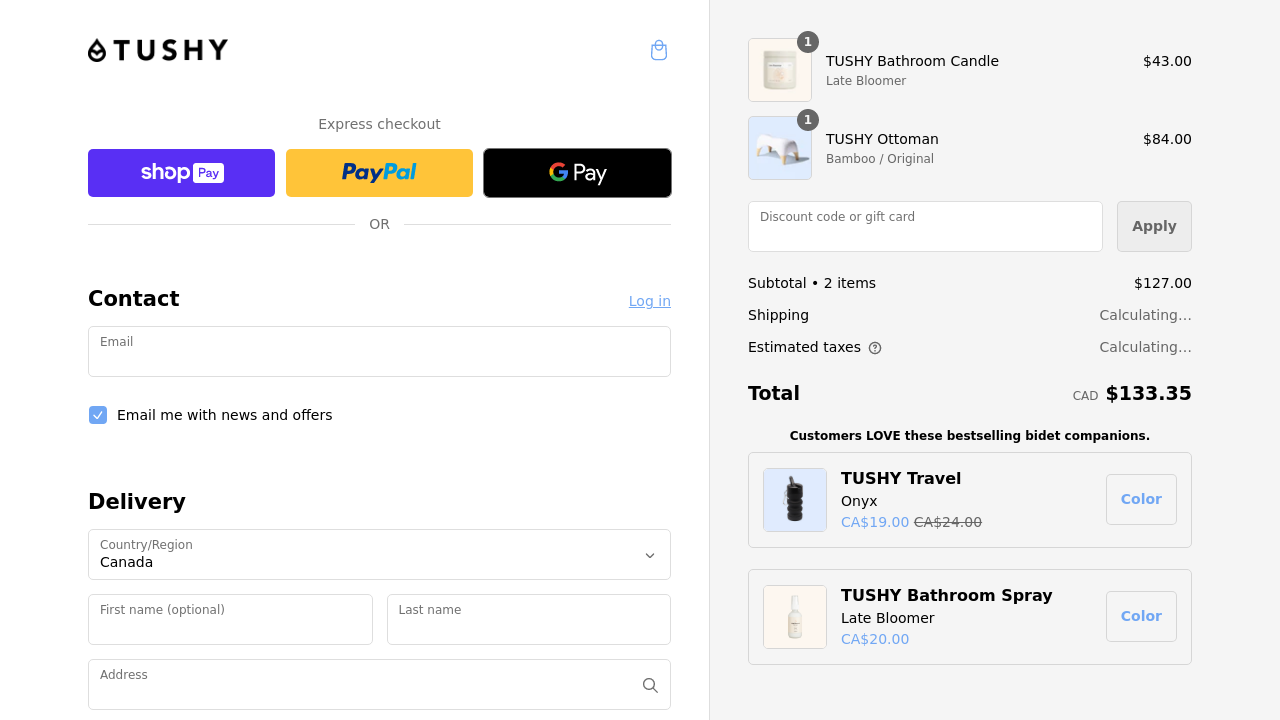 TUSHY
Express checkout
shop Pay
PayPal
G Pay
OR
Contact
Log in
Email
Email me with news and offers
Delivery
Country/Region
Canada
First name (optional)
Last name
Address
1
TUSHY Bathroom Candle
$43.00
Late Bloomer
1
TUSHY Ottoman
$84.00
Bamboo / Original
Discount code or gift card
Apply
Subtotal • 2 items
$127.00
Shipping
Calculating...
Estimated taxes
Calculating...
Total
CAD $133.35
Customers LOVE these bestselling bidet companions.
TUSHY Travel
Onyx
CA$19.00 CA$24.00
Color
TUSHY Bathroom Spray
Late Bloomer
CA$20.00
Color